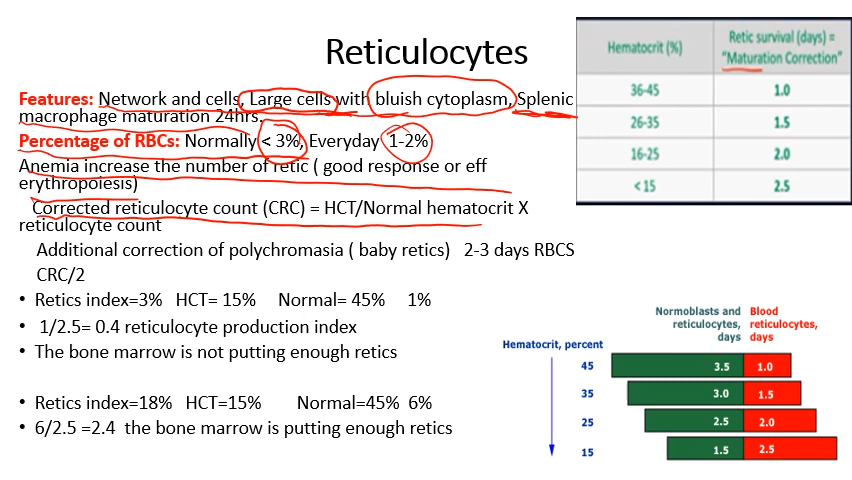 Reticulocytes
Features: Network and cells, Large cells with bluish cytoplasm, Splenic
macrophage maturation 24hrs.
Percentage of RBCs: Normally < 3%, Everyday 1-2%
Anemia increase the number of retic ( good response or eff
erythropoiesis)
Corrected reticulocyte count (CRC) = HCT/Normal hematocrit X
reticulocyte count
Additional correction of polychromasia ( baby retics) 2-3 days RBCS
CRC/2
• Retics index=3% HCT= 15% Normal= 45% 1%
• 1/2.5= 0.4 reticulocyte production index
• The bone marrow is not putting enough retics
• Retics index=18% HCT=15% Normal=45% 6%
• 6/2.5 =2.4 the bone marrow is putting enough retics
Hematocrit (%) Retic survival (days) =
"Maturation Correction"
36-45 1.0
26-35 1.5
16-25 2.0
< 15 2.5
Normoblasts and Blood
reticulocytes, reticulocytes,
days days
Hematocrit, percent
45 3.5 1.0
35 3.0 1.5
25 2.5 2.0
15 1.5 2.5